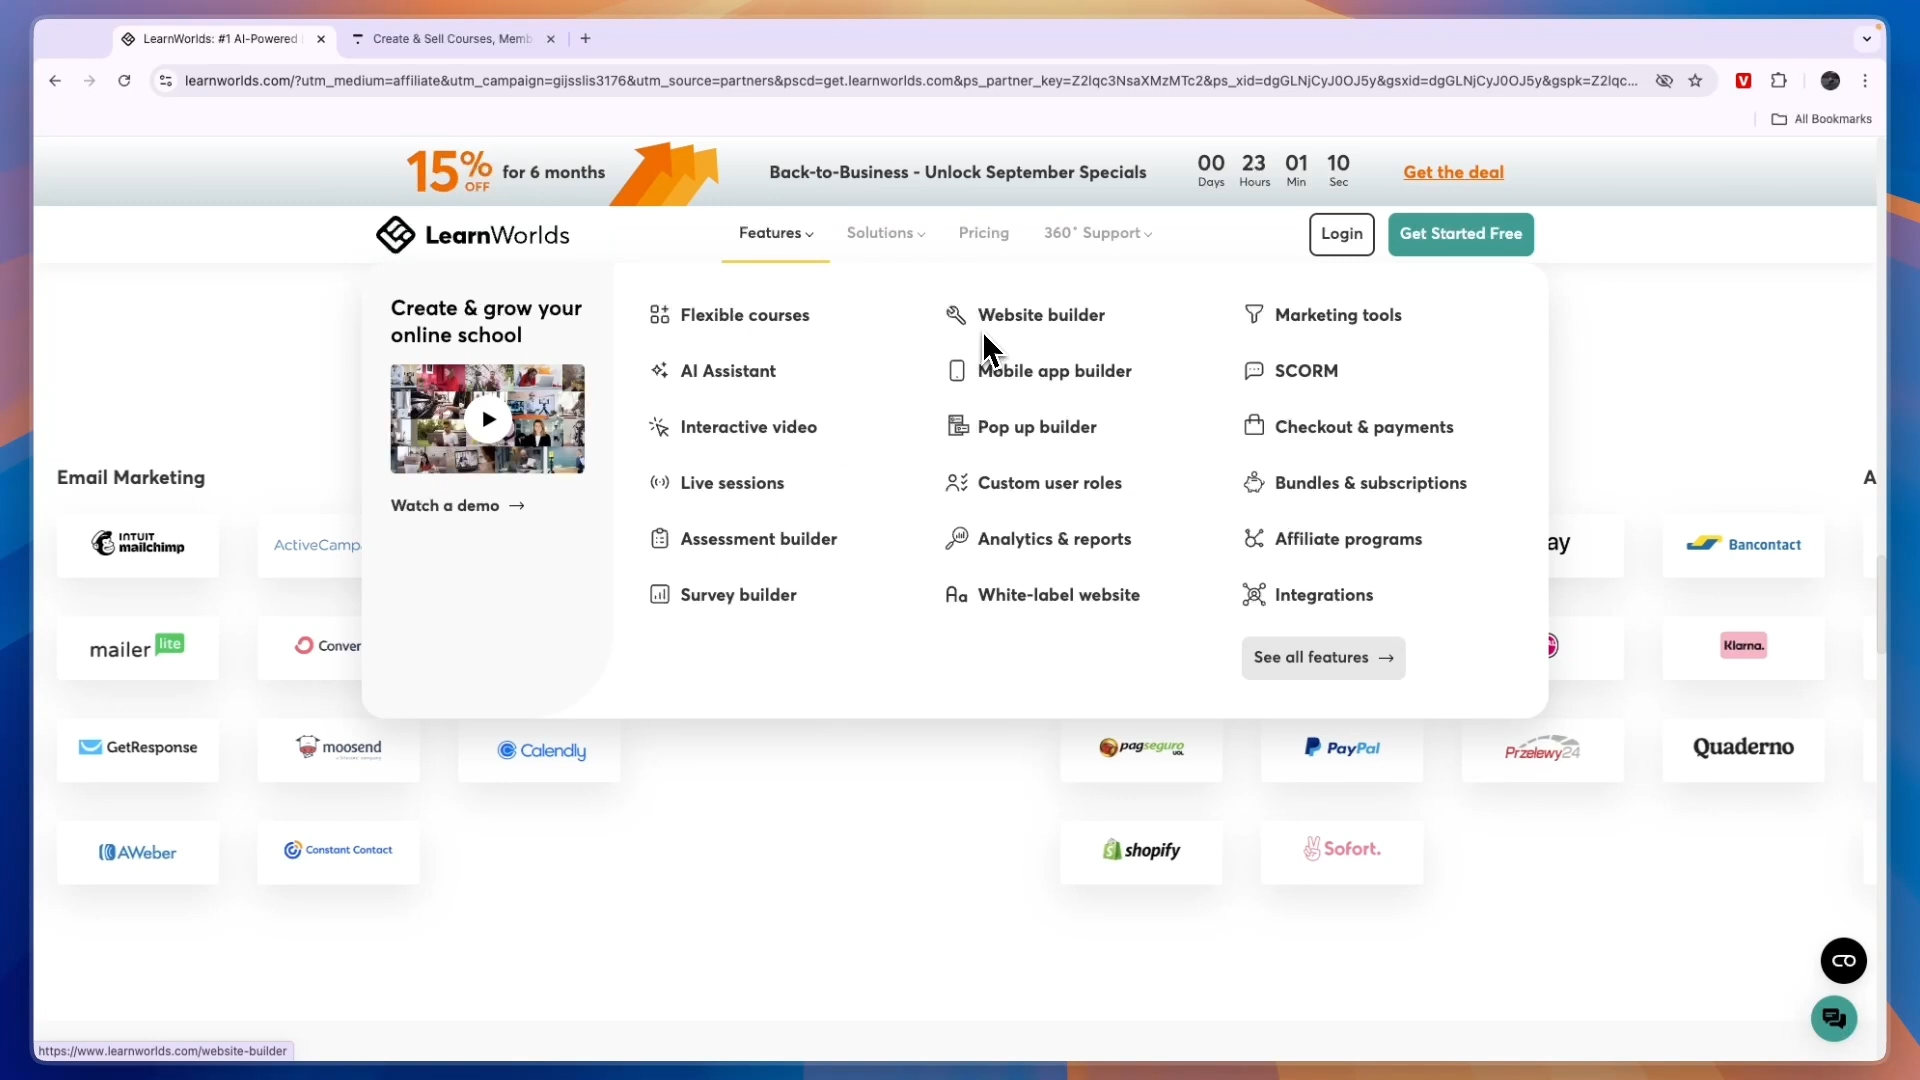 LearnWorlds: #1 AI-Powered
Create & Sell Courses, Memb
learnworlds.com/?utm_medium=affiliate&utm_campaign=gijsslis3176&utm_source=partners&pscd=get.learnworlds.com&ps_partner_key=Z2lqc3NsaXMzMTc2&ps_xid=dgGLNjCyJ0OJ5y&gsxid=dgGLNjCyJ0OJ5y&gspk=Z2lqc...
All Bookmarks
15% OFF for 6 months
Back-to-Business - Unlock September Specials
00 23 01 10
Days Hours Min Sec
Get the deal
LearnWorlds
Features
Solutions
Pricing
360° Support
Login
Get Started Free
Create & grow your
online school
Watch a demo →
Flexible courses
AI Assistant
Interactive video
Live sessions
Assessment builder
Survey builder
Website builder
Mobile app builder
Pop up builder
Custom user roles
Analytics & reports
White-label website
Marketing tools
SCORM
Checkout & payments
Bundles & subscriptions
Affiliate programs
Integrations
See all features →
Email Marketing
A
INTUIT
mailchimp
ActiveCampa
ay
Bancontact
mailer lite
Conver
Klarna.
GetResponse
moosend
Calendly
pagseguro
UOL
PayPal
Przelewy24
Quaderno
AWeber
Constant Contact
shopify
Sofort.
https://www.learnworlds.com/website-builder